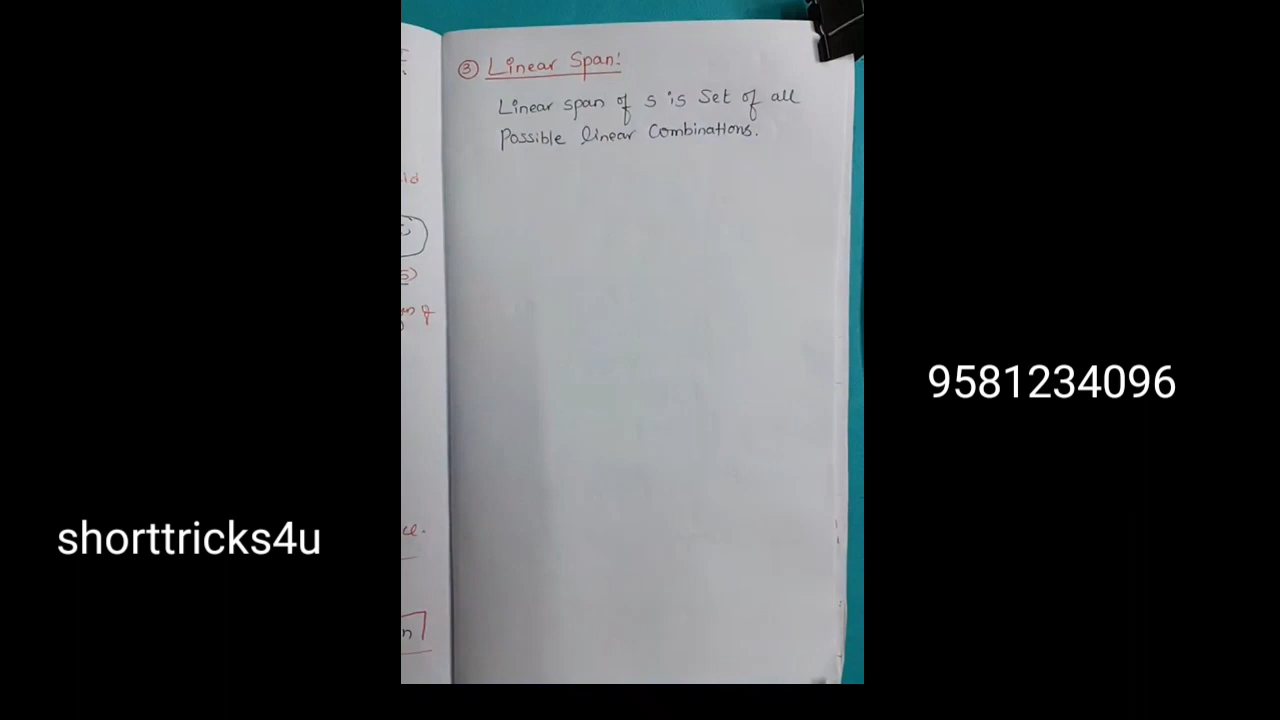 ③ Linear Span:
Linear span of s is Set of all
Possible linear Combinations.
9581234096
shorttricks4u